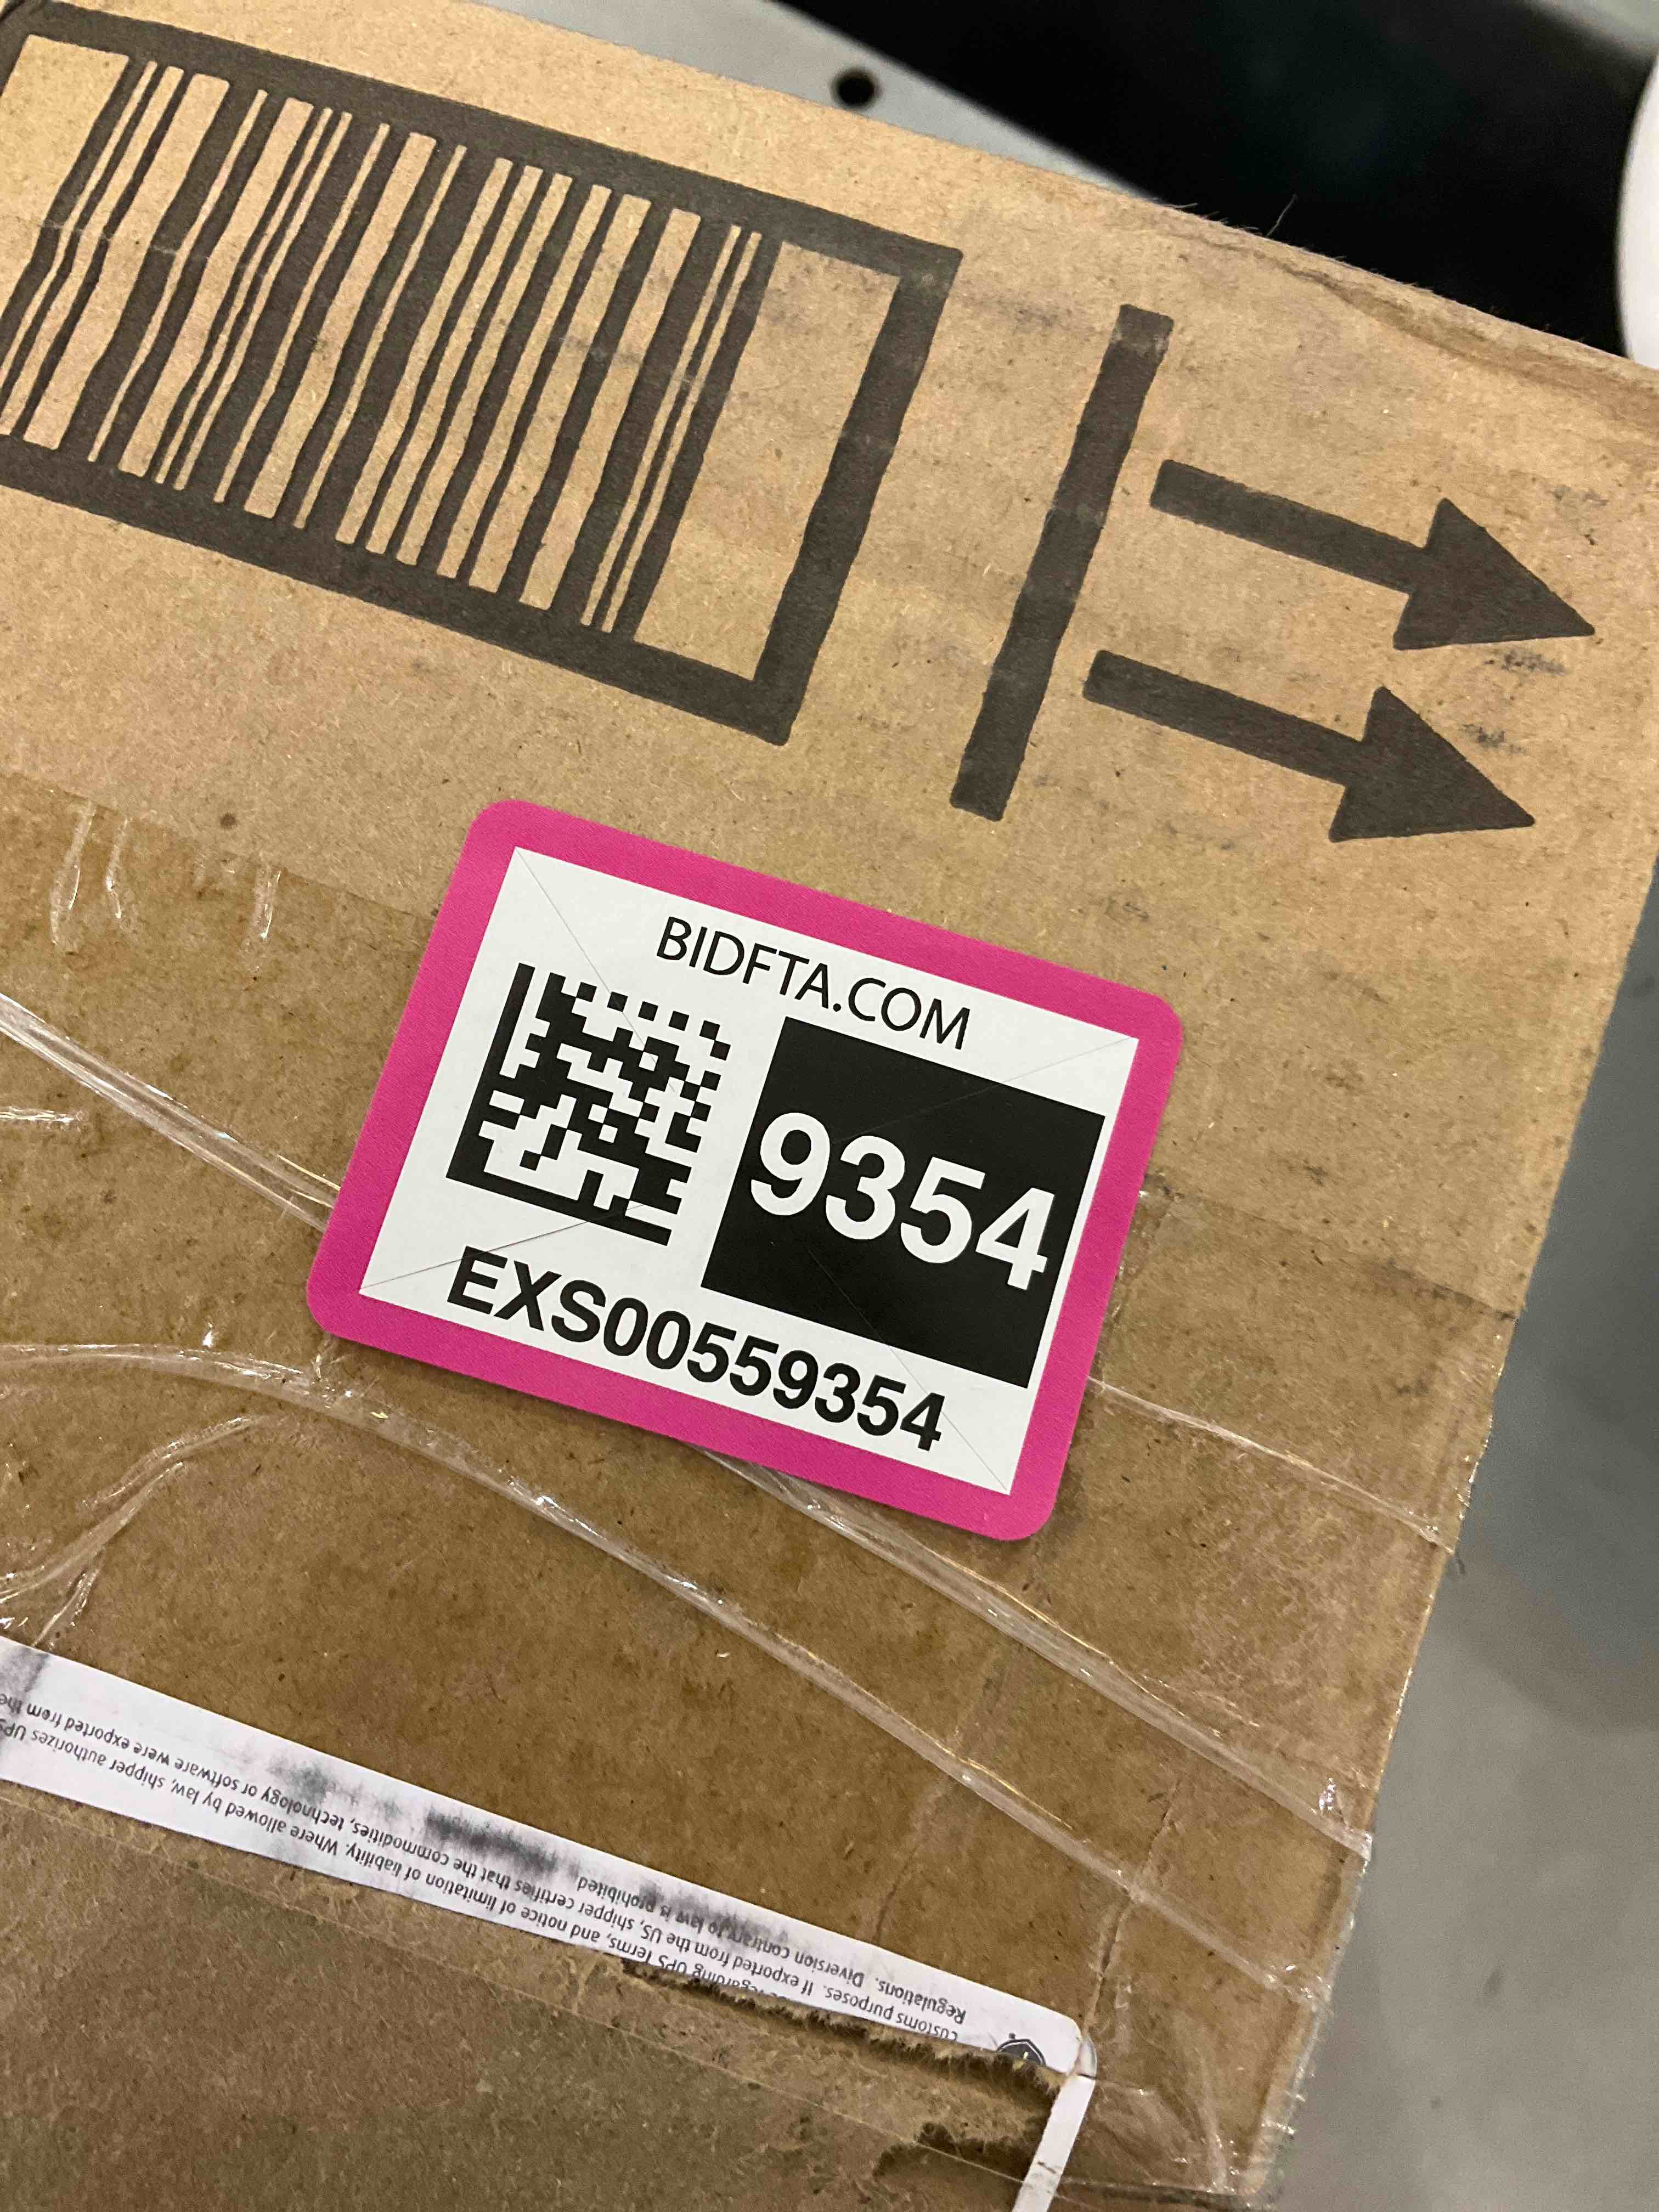 BIDFTA.COM
9354
EXS00559354
Customs purposes. If exported from the US, shipper certifies that the commodities, technology or software were exported from the
Regulations. Diversion contrary to law is prohibited
regarding UPS Terms, and notice of limitation of liability. Where allowed by law, shipper authorizes UPS